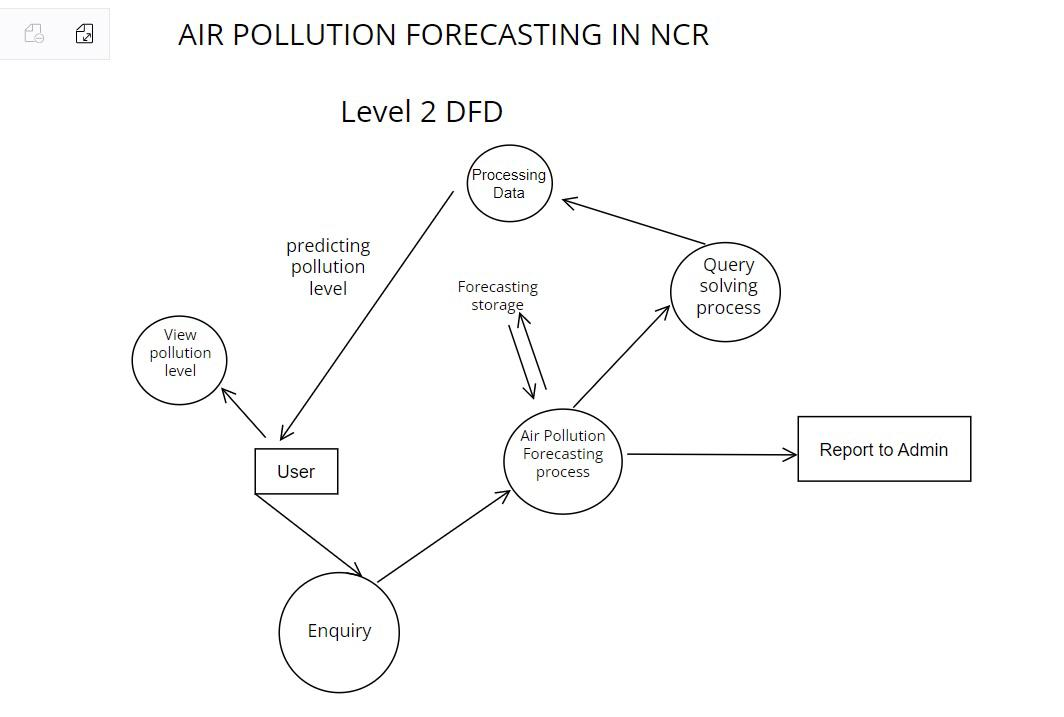 AIR POLLUTION FORECASTING IN NCR
Level 2 DFD
Processing
Data
predicting
pollution
level
Forecasting
storage
Query
solving
process
View
pollution
level
Air Pollution
Forecasting
process
Report to Admin
User
Enquiry